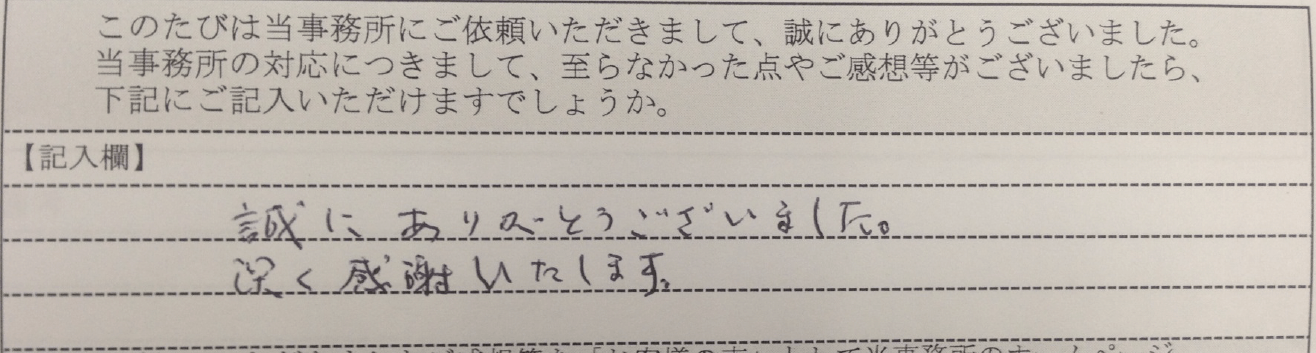 このたびは当事務所にご依頼いただきまして、誠にありがとうございました。
当事務所の対応につきまして、至らなかった点やご感想等がございましたら、
下記にご記入いただけますでしょうか。
【記入欄】
誠にありがとうございました。
深く感謝いたします。